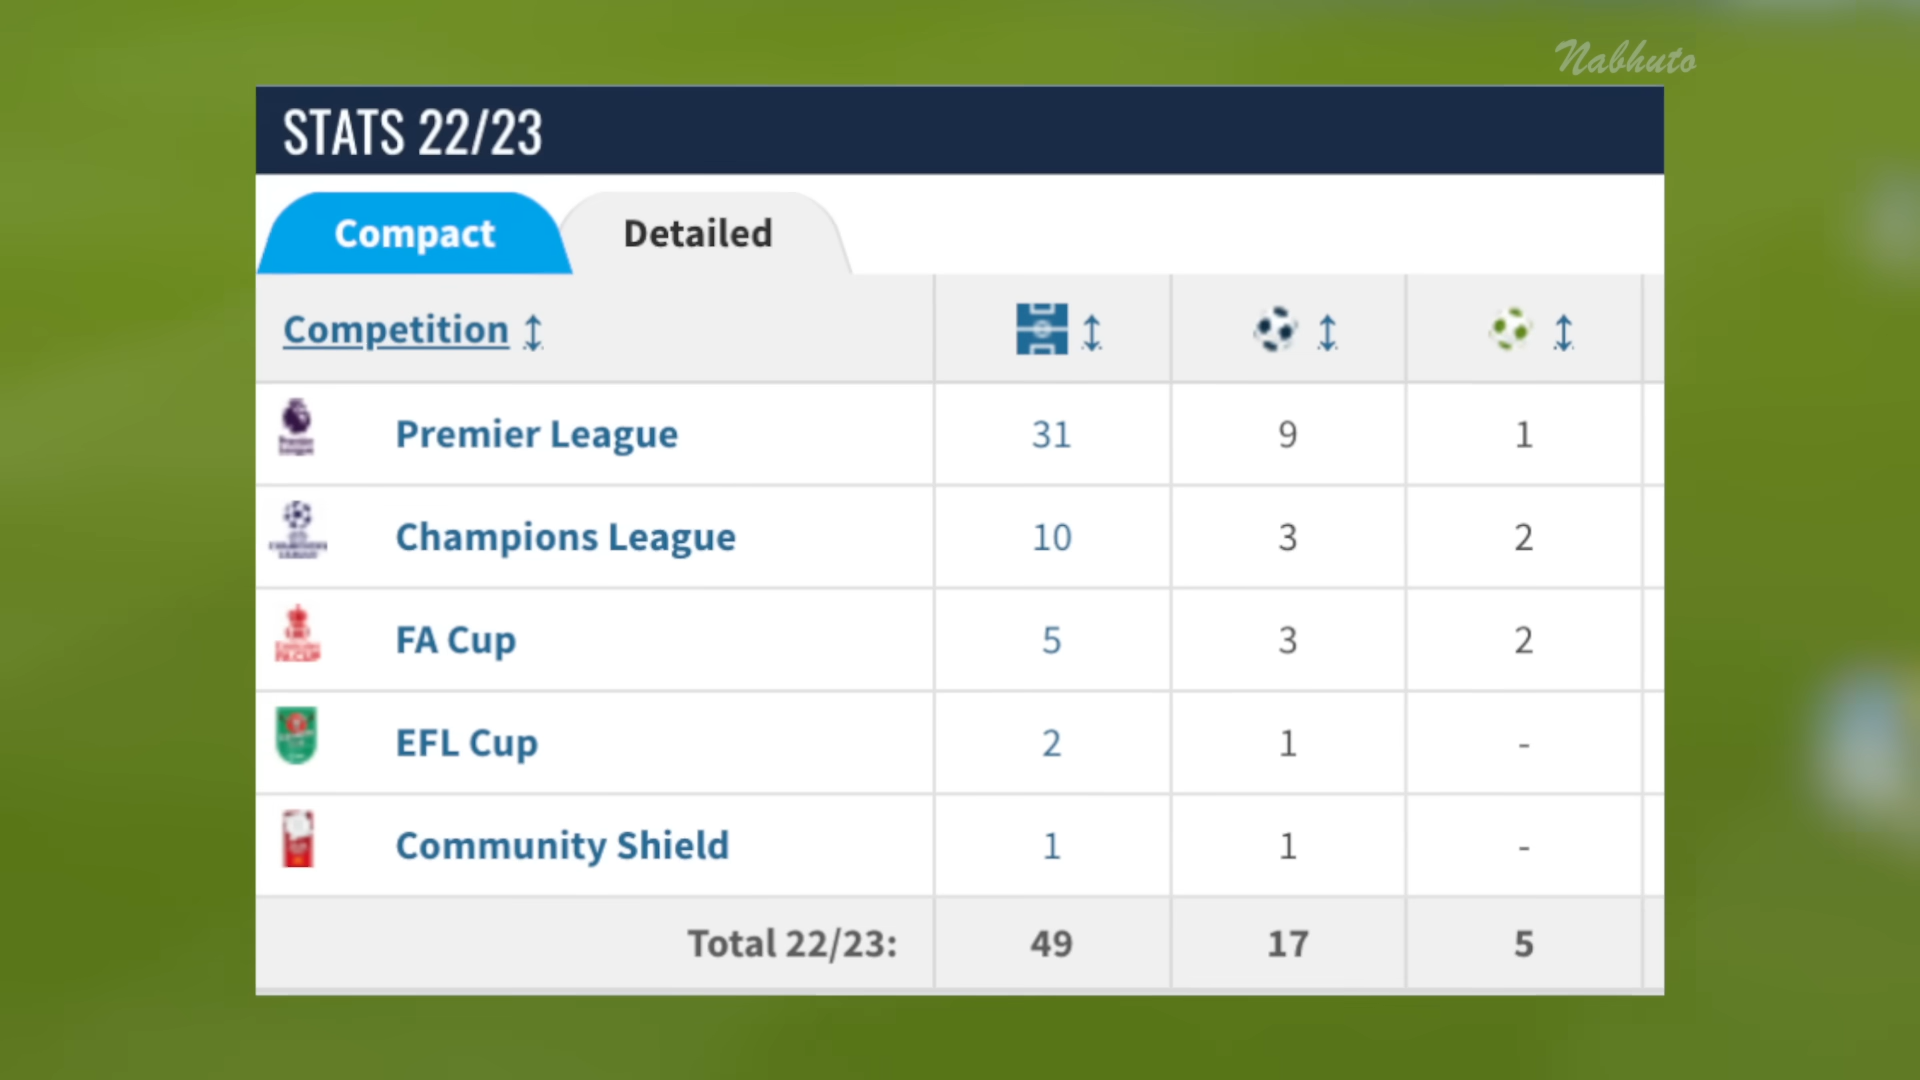 Nabhuto
STATS 22/23
Compact Detailed
Competition
Premier League 31 9 1
Champions League 10 3 2
FA Cup 5 3 2
EFL Cup 2 1 -
Community Shield 1 1 -
Total 22/23: 49 17 5